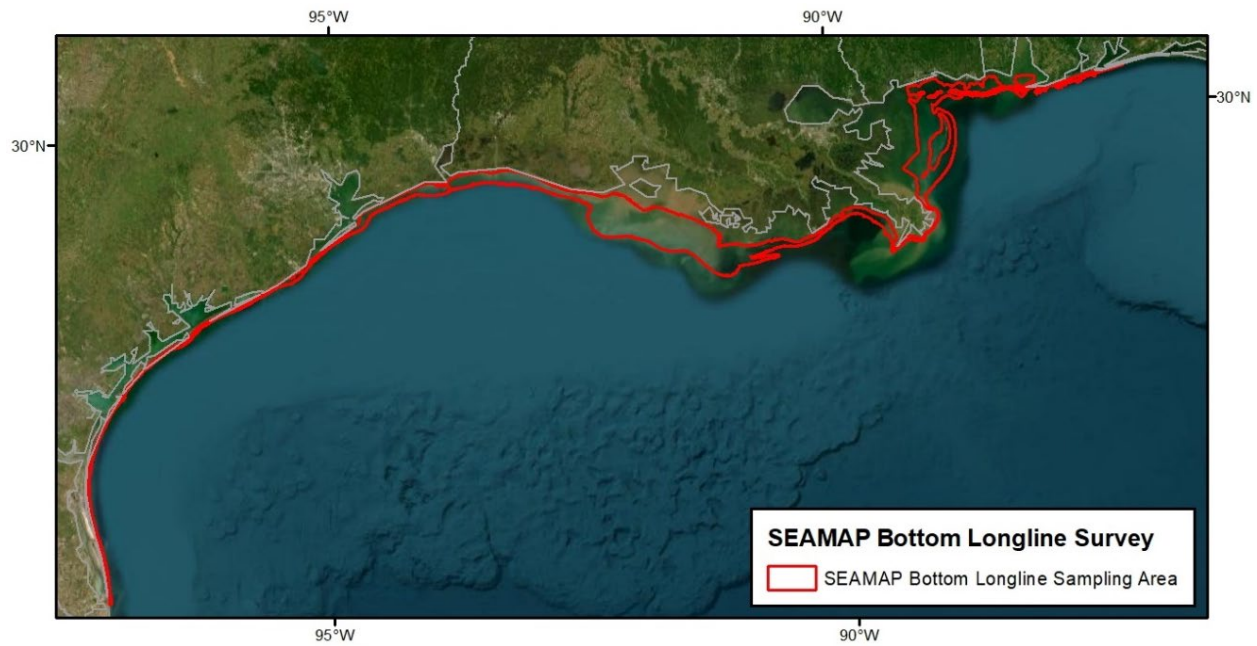 95°W 90°W
30°N 30°N
SEAMAP Bottom Longline Survey
SEAMAP Bottom Longline Sampling Area
95°W 90°W